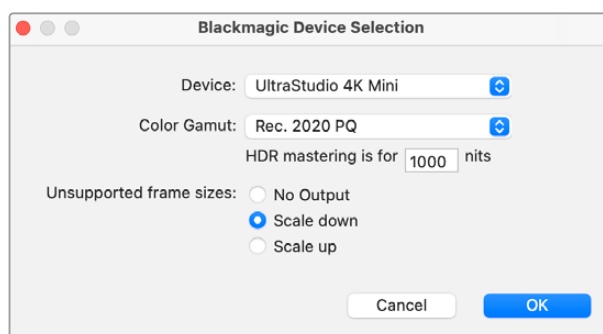 Blackmagic Device Selection
Device: UltraStudio 4K Mini
Color Gamut: Rec. 2020 PQ
HDR mastering is for 1000 nits
Unsupported frame sizes: No Output
Scale down
Scale up
Cancel OK